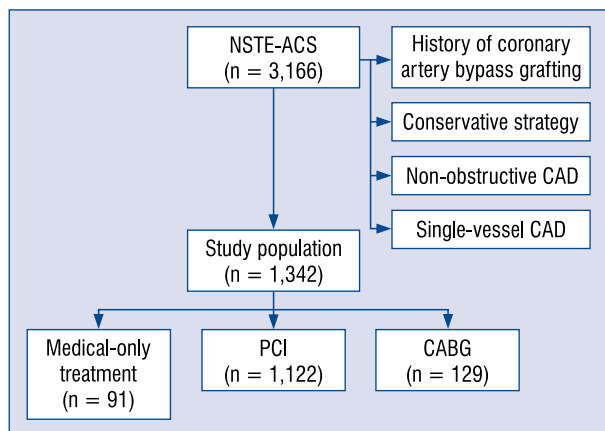 NSTE-ACS
(n = 3,166)
History of coronary
artery bypass grafting
Conservative strategy
Non-obstructive CAD
Single-vessel CAD
Study population
(n = 1,342)
Medical-only
treatment
(n = 91)
PCI
(n = 1,122)
CABG
(n = 129)